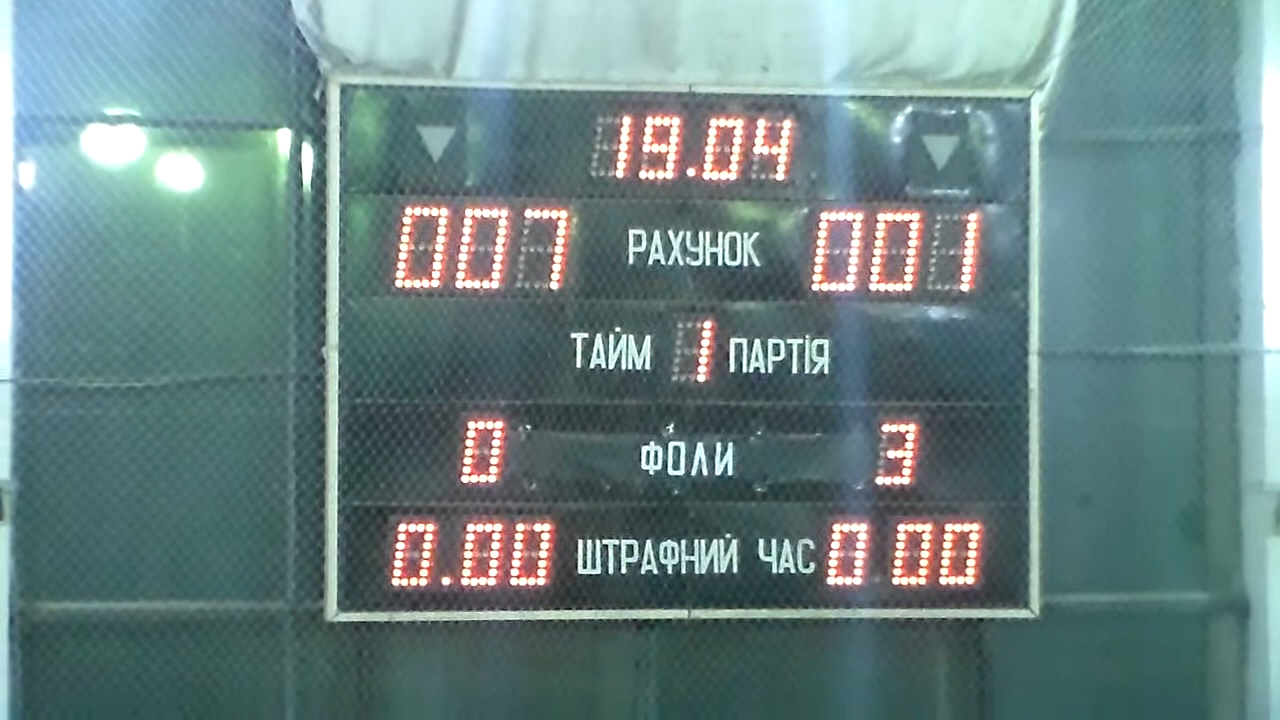 19.04
007 РАХУНОК 001
ТАЙМ 1 ПАРТІЯ
0 ФОЛИ 3
0.00 ШТРАФНИЙ ЧАС 0 00